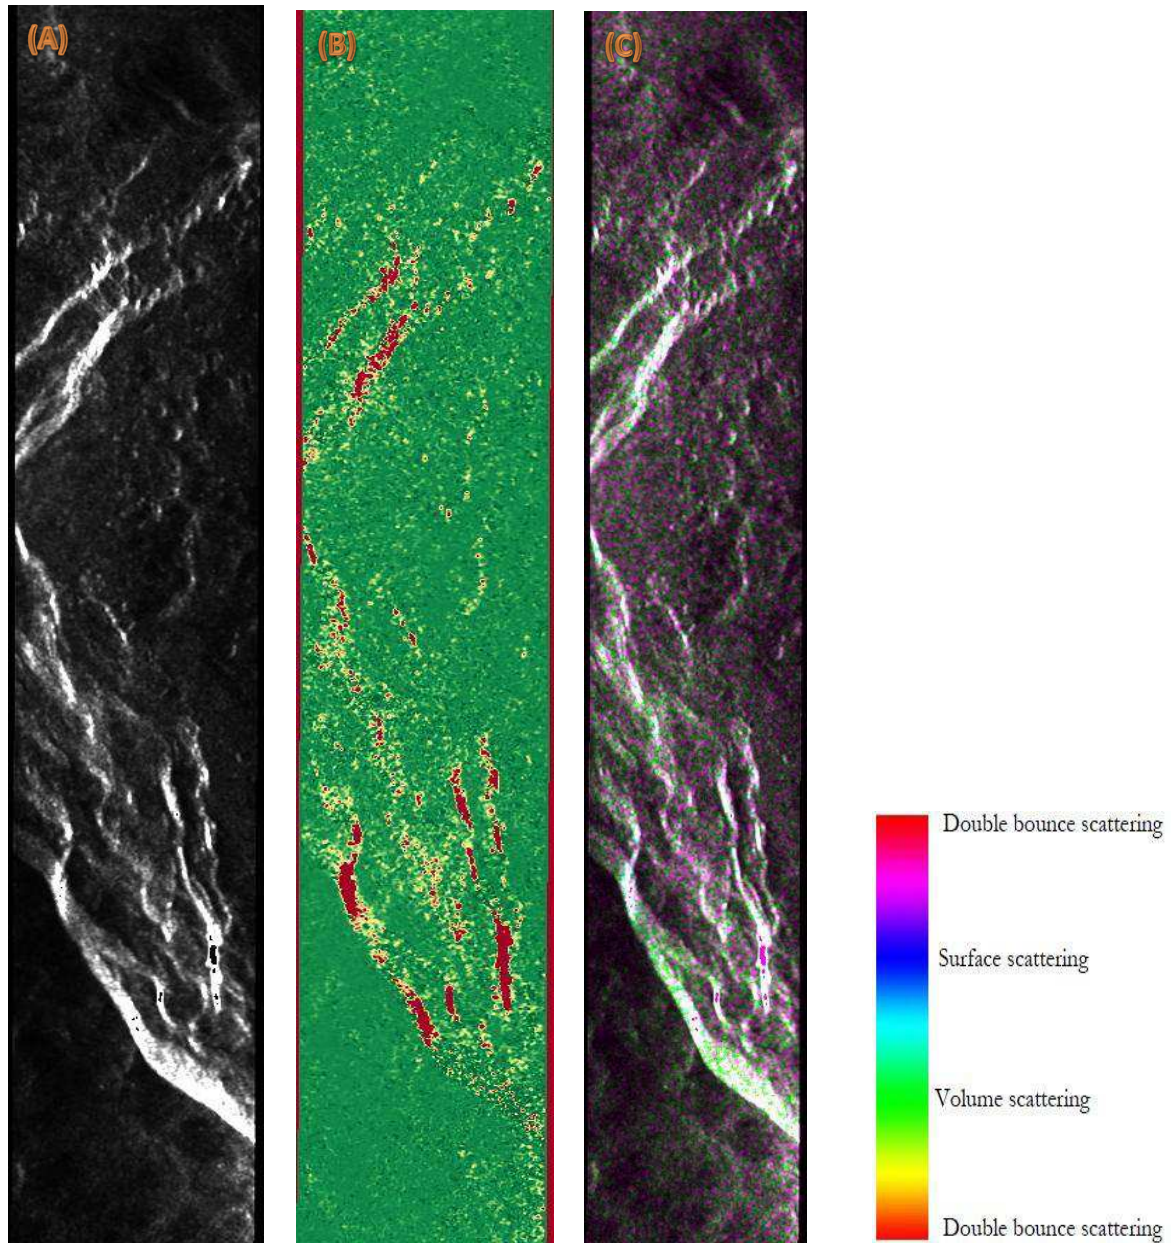 (A)
(B)
(C)
Double bounce scattering
Surface scattering
Volume scattering
Double bounce scattering